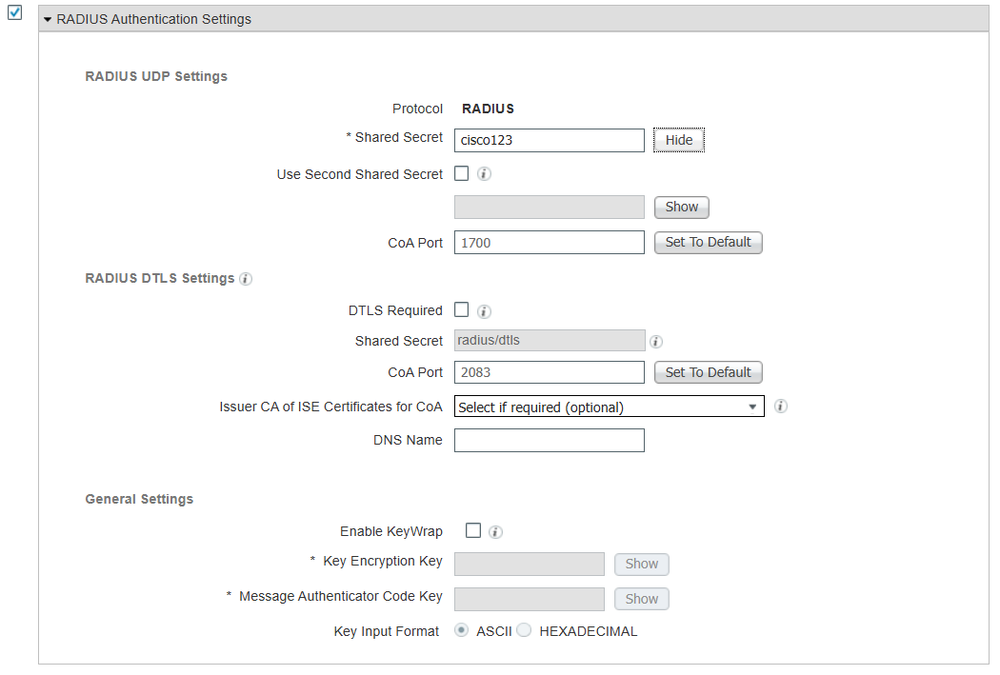 RADIUS Authentication Settings
RADIUS UDP Settings
Protocol RADIUS
* Shared Secret cisco123 Hide
Use Second Shared Secret
Show
CoA Port 1700 Set To Default
RADIUS DTLS Settings
DTLS Required
Shared Secret radius/dtls
CoA Port 2083 Set To Default
Issuer CA of ISE Certificates for CoA Select if required (optional)
DNS Name
General Settings
Enable KeyWrap
* Key Encryption Key Show
* Message Authenticator Code Key Show
Key Input Format ASCII HEXADECIMAL